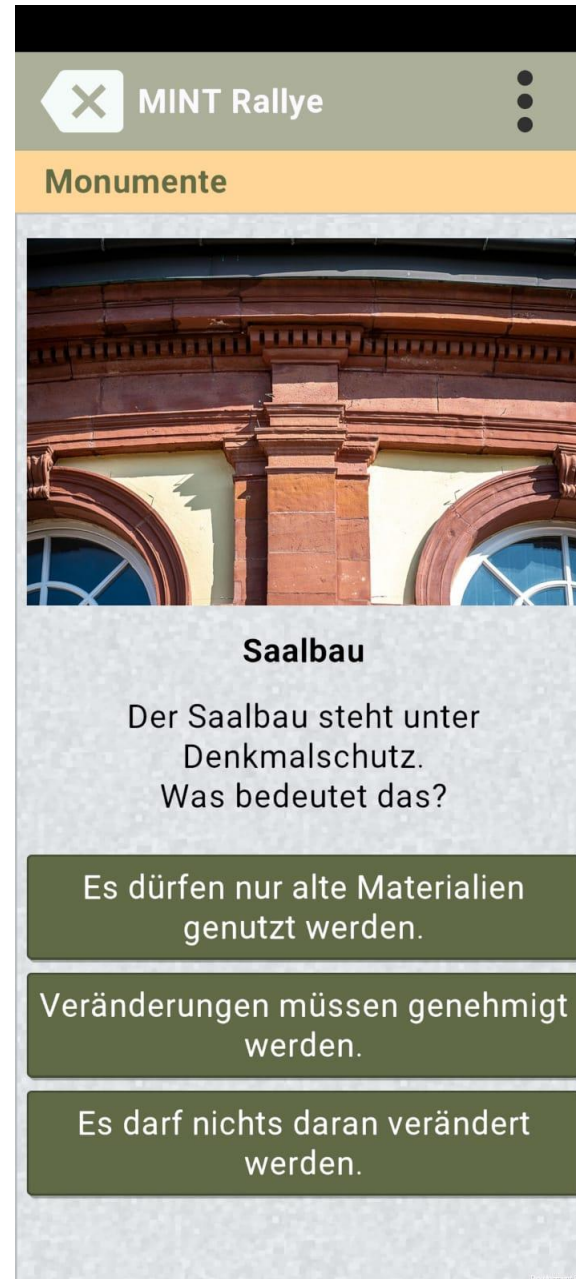 MINT Rallye
Monumente
Saalbau
Der Saalbau steht unter
Denkmalschutz.
Was bedeutet das?
Es dürfen nur alte Materialien
genutzt werden.
Veränderungen müssen genehmigt
werden.
Es darf nichts daran verändert
werden.